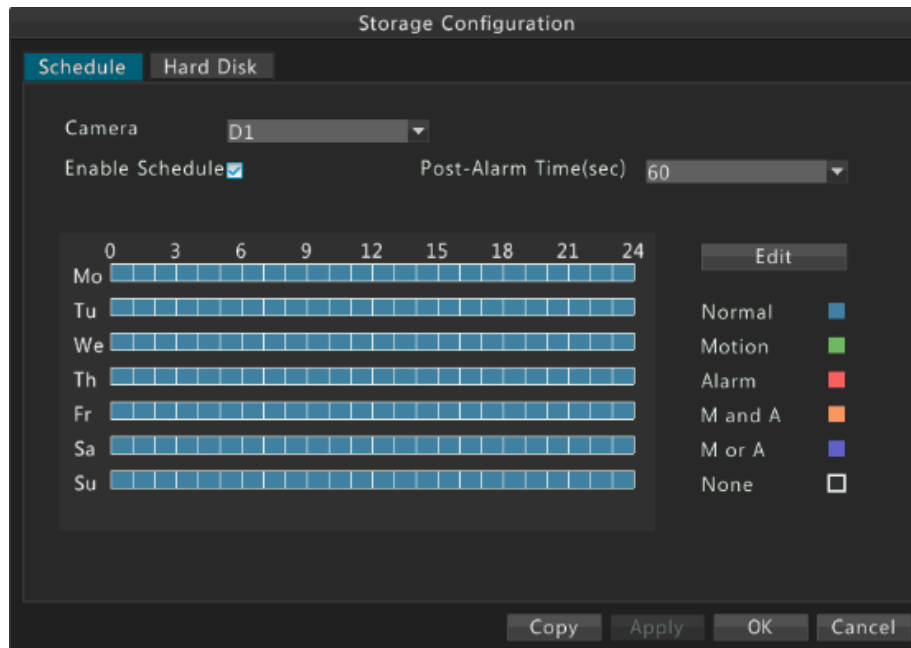 Storage Configuration
Schedule Hard Disk
Camera D1
Enable Schedule Post-Alarm Time(sec) 60
0 3 6 9 12 15 18 21 24
Edit
Mo
Tu Normal
We Motion
Th Alarm
Fr M and A
Sa M or A
Su None
Copy Apply OK Cancel